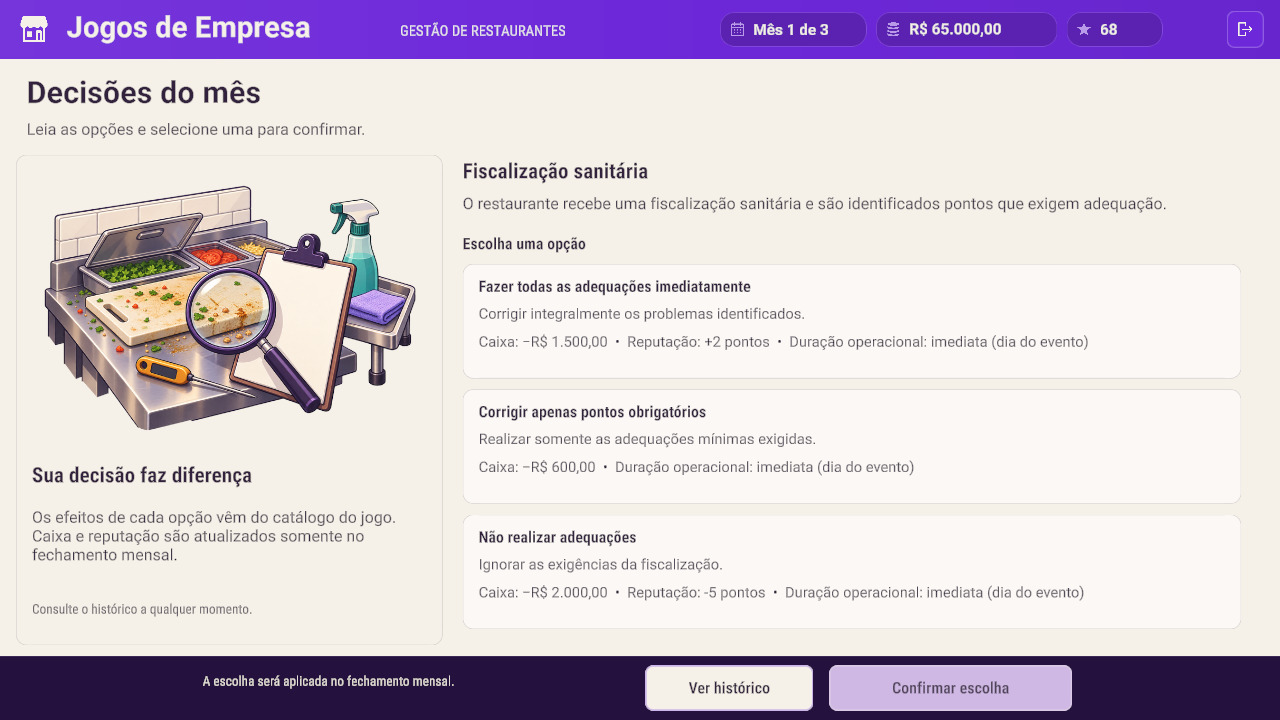 Jogos de Empresa
GESTÃO DE RESTAURANTES
Mês 1 de 3
R$ 65.000,00
68
Decisões do mês
Leia as opções e selecione uma para confirmar.
Sua decisão faz diferença
Os efeitos de cada opção vêm do catálogo do jogo.
Caixa e reputação são atualizados somente no
fechamento mensal.
Consulte o histórico a qualquer momento.
Fiscalização sanitária
O restaurante recebe uma fiscalização sanitária e são identificados pontos que exigem adequação.
Escolha uma opção
Fazer todas as adequações imediatamente
Corrigir integralmente os problemas identificados.
Caixa: −R$ 1.500,00 • Reputação: +2 pontos • Duração operacional: imediata (dia do evento)
Corrigir apenas pontos obrigatórios
Realizar somente as adequações mínimas exigidas.
Caixa: −R$ 600,00 • Duração operacional: imediata (dia do evento)
Não realizar adequações
Ignorar as exigências da fiscalização.
Caixa: −R$ 2.000,00 • Reputação: -5 pontos • Duração operacional: imediata (dia do evento)
A escolha será aplicada no fechamento mensal.
Ver histórico
Confirmar escolha